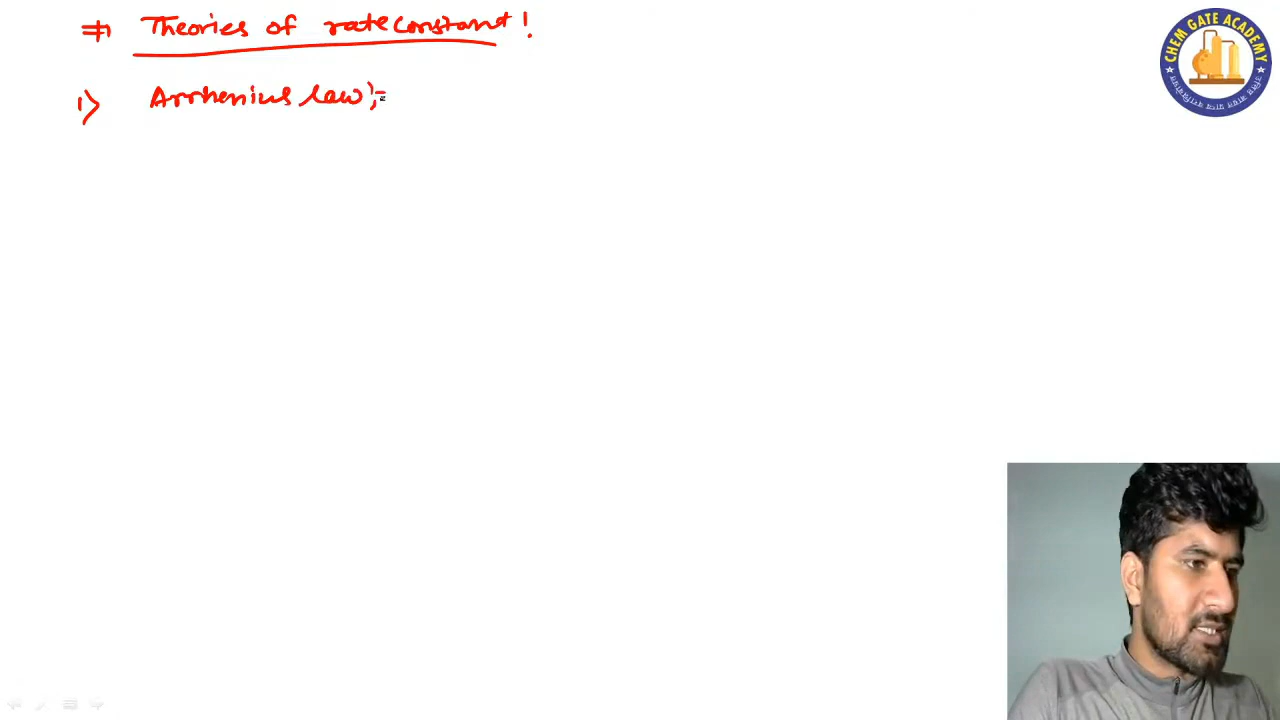 ⇒ Theories of rate constant !
1) Arrhenius law :-
CHEM GATE ACADEMY